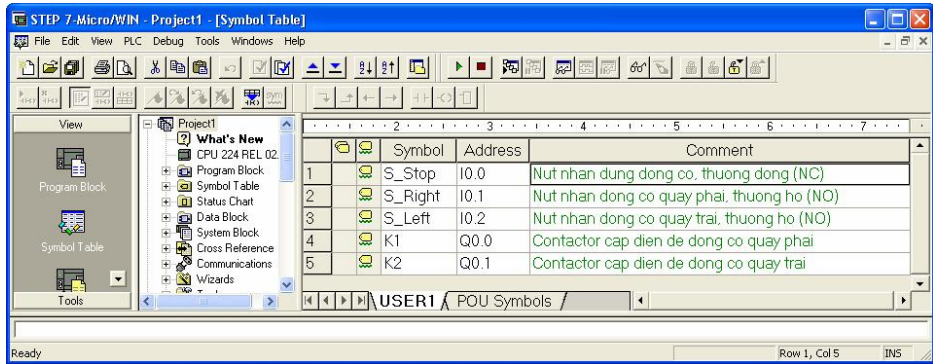 STEP 7-Micro/WIN - Project1 - [Symbol Table]
File Edit View PLC Debug Tools Windows Help
View
Program Block
Symbol Table
Tools
Project1
What's New
CPU 224 REL 02.
Program Block
Symbol Table
Status Chart
Data Block
System Block
Cross Reference
Communications
Wizards
2 3 4 5 6 7
Symbol Address Comment
1 S_Stop I0.0 Nut nhan dung dong co, thuong dong (NC)
2 S_Right I0.1 Nut nhan dong co quay phai, thuong ho (NO)
3 S_Left I0.2 Nut nhan dong co quay trai, thuong ho (NO)
4 K1 Q0.0 Contactor cap dien de dong co quay phai
5 K2 Q0.1 Contactor cap dien de dong co quay trai
USER1 POU Symbols
Ready Row 1, Col 5 INS